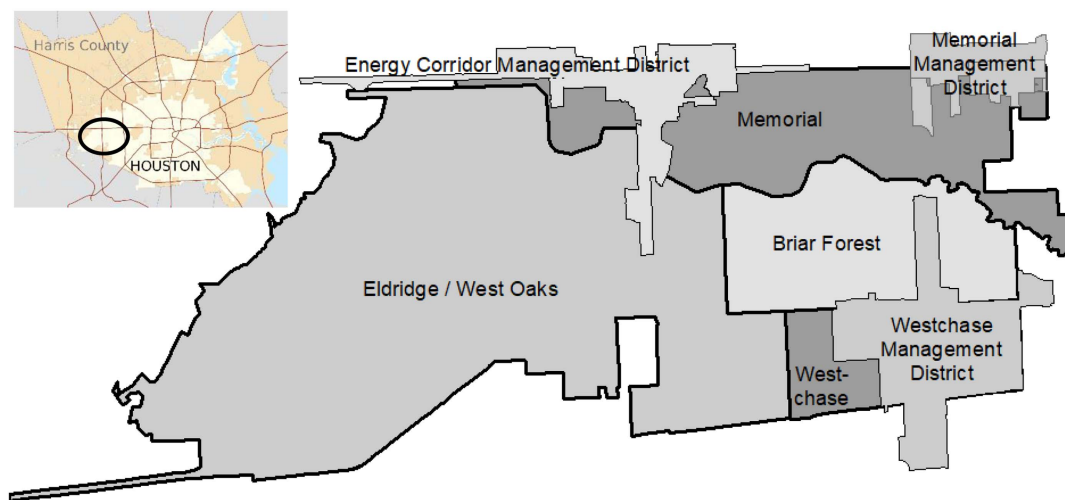 Harris County
HOUSTON
Energy Corridor Management District
Memorial
Management
District
Memorial
Briar Forest
Eldridge / West Oaks
Westchase
Management
District
West-
chase